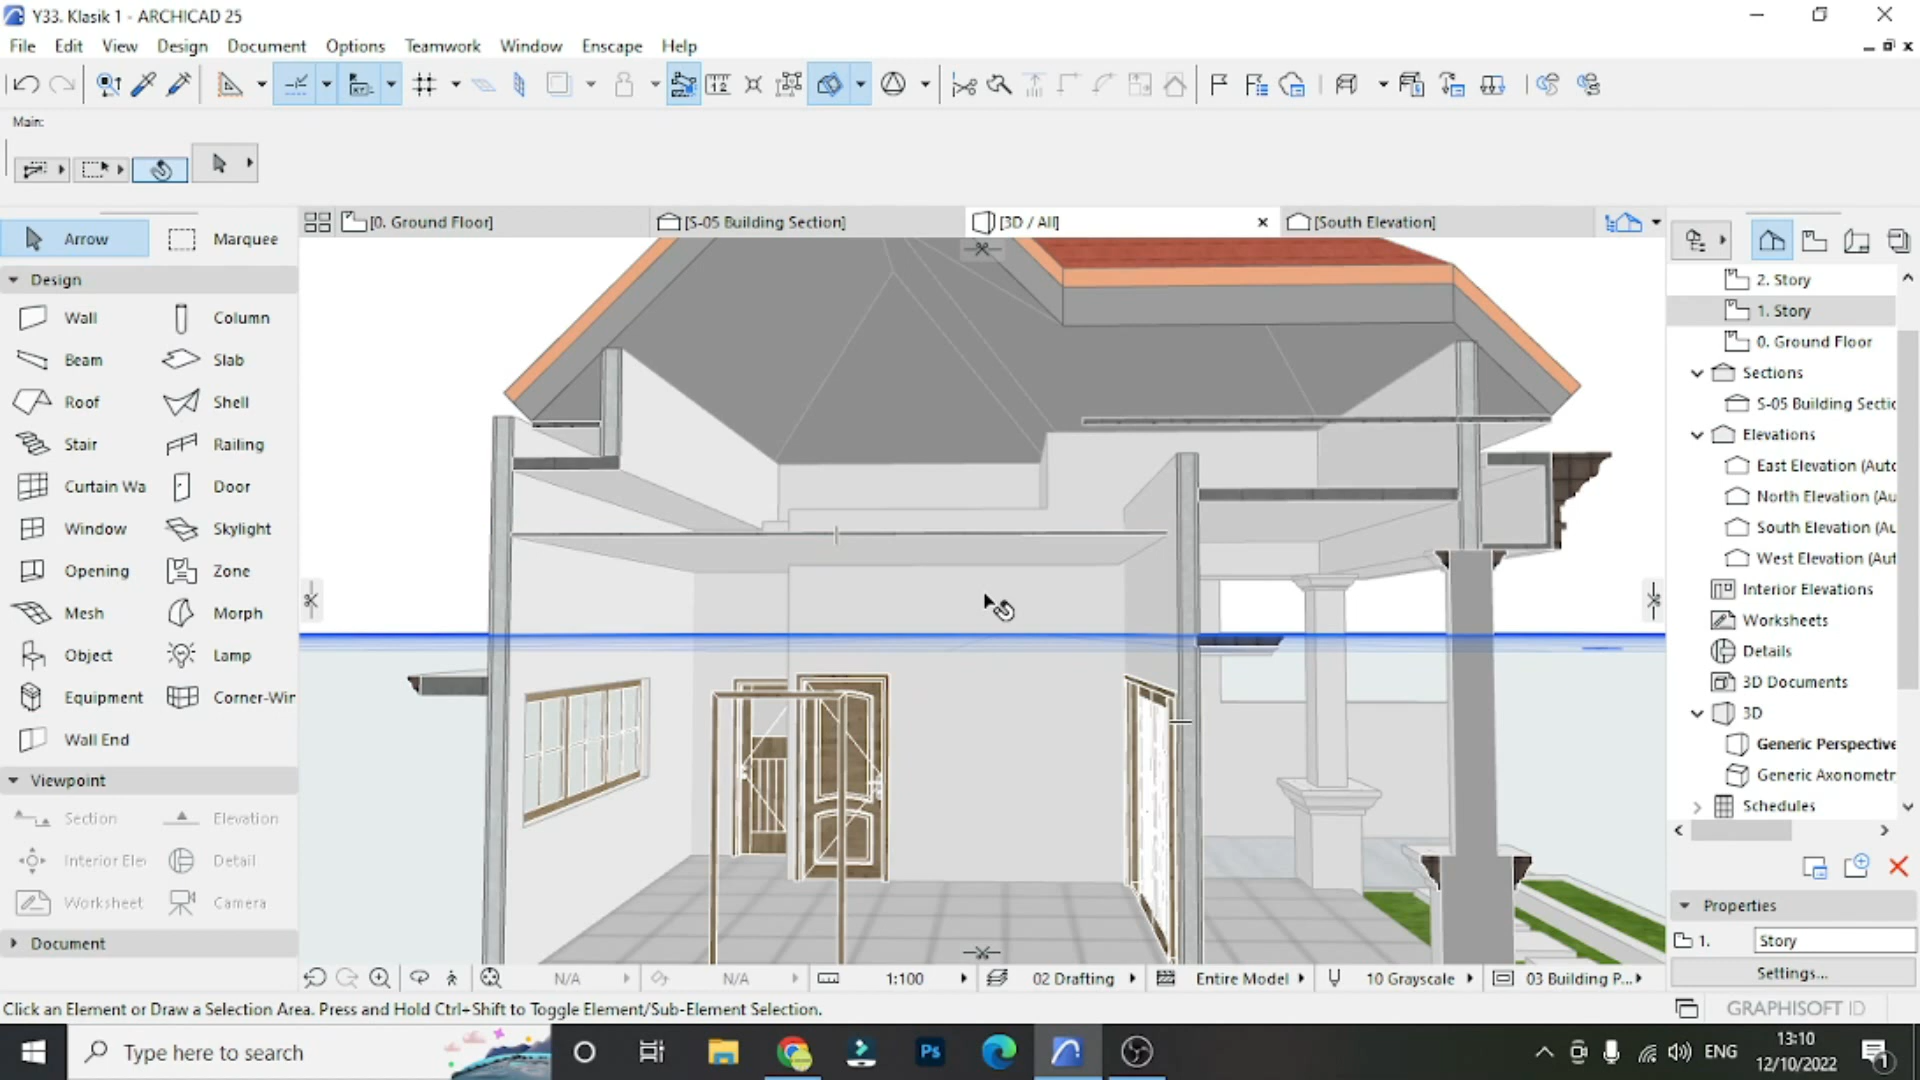 Y33. Klasik 1 - ARCHICAD 25
File Edit View Design Document Options Teamwork Window Enscape Help
Main:
[0. Ground Floor] [S-05 Building Section] [3D / All] [South Elevation]
Arrow Marquee
Design
Wall Column
Beam Slab
Roof Shell
Stair Railing
Curtain Wa Door
Window Skylight
Opening Zone
Mesh Morph
Object Lamp
Equipment Corner-Wir
Wall End
Viewpoint
Section Elevation
Interior Ele Detail
Worksheet Camera
Document
2. Story
1. Story
0. Ground Floor
Sections
S-05 Building Sectic
Elevations
East Elevation (Autc
North Elevation (Au
South Elevation (Au
West Elevation (Aut
Interior Elevations
Worksheets
Details
3D Documents
3D
Generic Perspective
Generic Axonometr
Schedules
Properties
1. Story
Settings...
N/A N/A 1:100 02 Drafting Entire Model 10 Grayscale 03 Building P...
Click an Element or Draw a Selection Area. Press and Hold Ctrl+Shift to Toggle Element/Sub-Element Selection.
GRAPHISOFT ID
Type here to search
Ps
ENG
13:10
12/10/2022
1